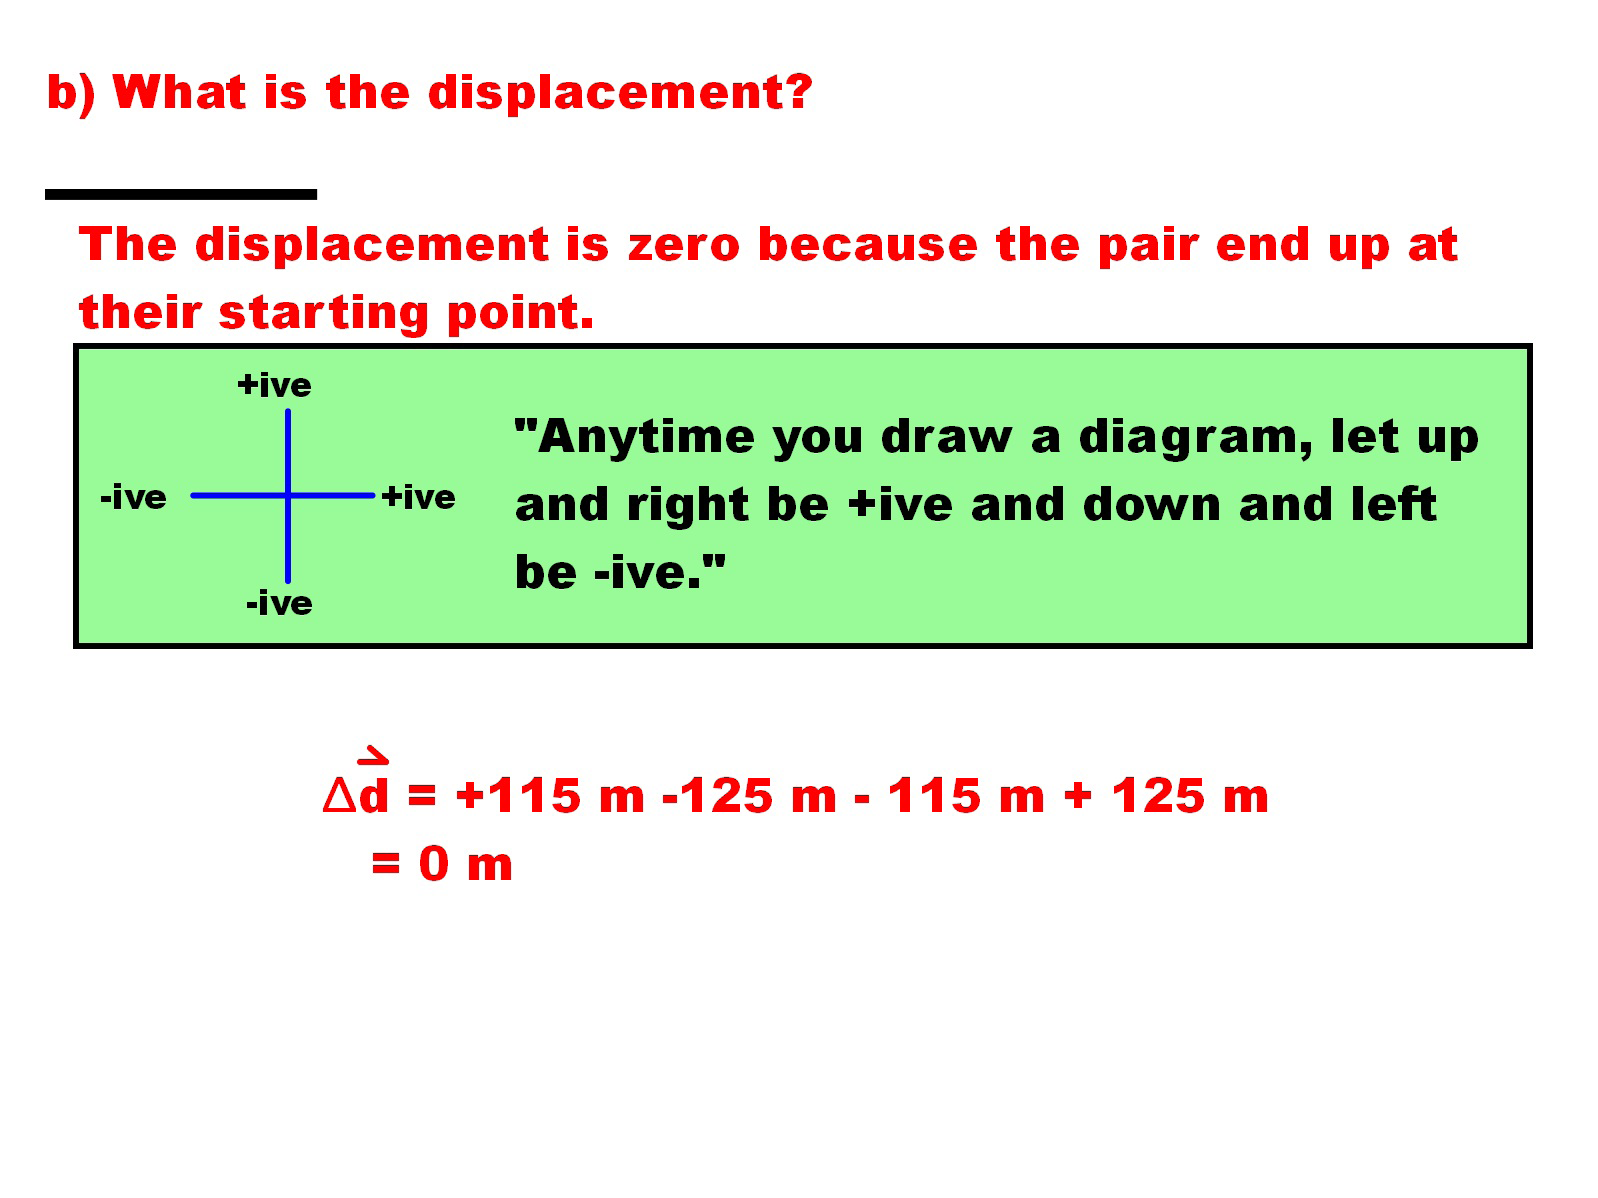 b) What is the displacement?
The displacement is zero because the pair end up at
their starting point.
+ive
-ive
+ive
-ive
"Anytime you draw a diagram, let up
and right be +ive and down and left
be -ive."
Δd⃗ = +115 m -125 m - 115 m + 125 m
= 0 m